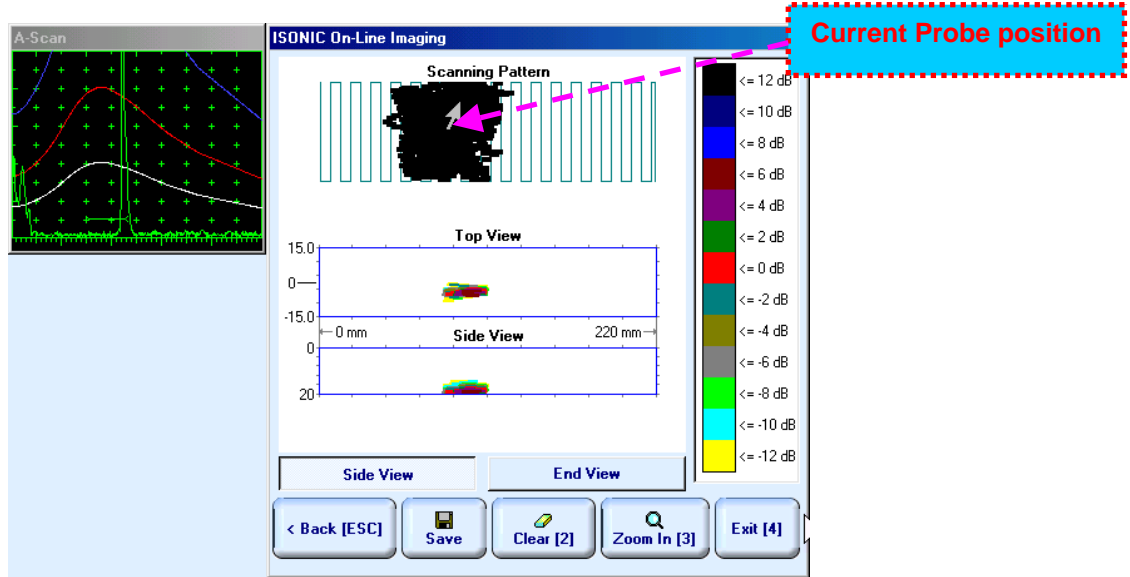 A-Scan
ISONIC On-Line Imaging
Current Probe position
Scanning Pattern
<= 12 dB
<= 10 dB
<= 8 dB
<= 6 dB
<= 4 dB
<= 2 dB
<= 0 dB
<= -2 dB
<= -4 dB
<= -6 dB
<= -8 dB
<= -10 dB
<= -12 dB
Top View
15.0
0
-15.0
0 mm
220 mm
Side View
0
20
Side View
End View
< Back [ESC]
Save
Clear [2]
Zoom In [3]
Exit [4]